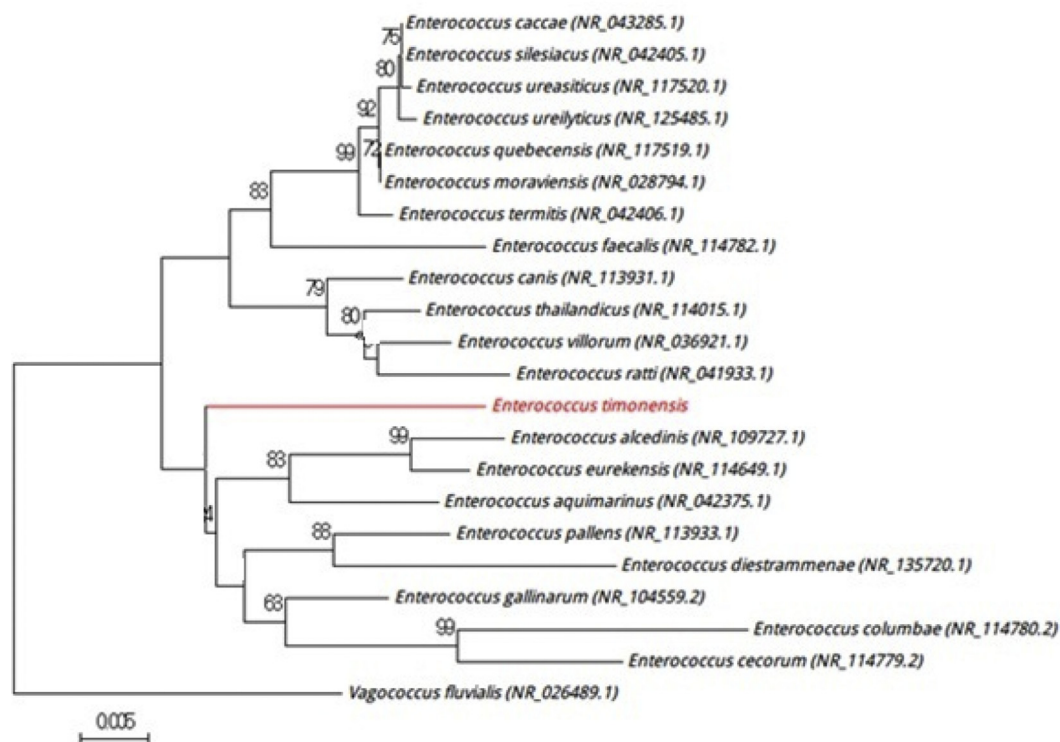 Enterococcus caccae (NR_043285.1)
75
Enterococcus silesiacus (NR_042405.1)
80
Enterococcus ureasiticus (NR_117520.1)
92
Enterococcus ureilyticus (NR_125485.1)
99
72
Enterococcus quebecensis (NR_117519.1)
Enterococcus moraviensis (NR_028794.1)
83
Enterococcus termitis (NR_042406.1)
Enterococcus faecalis (NR_114782.1)
79
Enterococcus canis (NR_113931.1)
80
Enterococcus thailandicus (NR_114015.1)
Enterococcus villorum (NR_036921.1)
Enterococcus ratti (NR_041933.1)
Enterococcus timonensis
99
Enterococcus alcedinis (NR_109727.1)
83
Enterococcus eurekensis (NR_114649.1)
Enterococcus aquimarinus (NR_042375.1)
88
Enterococcus pallens (NR_113933.1)
Enterococcus diestrammenae (NR_135720.1)
63
Enterococcus gallinarum (NR_104559.2)
99
Enterococcus columbae (NR_114780.2)
Enterococcus cecorum (NR_114779.2)
Vagococcus fluvialis (NR_026489.1)
0.005